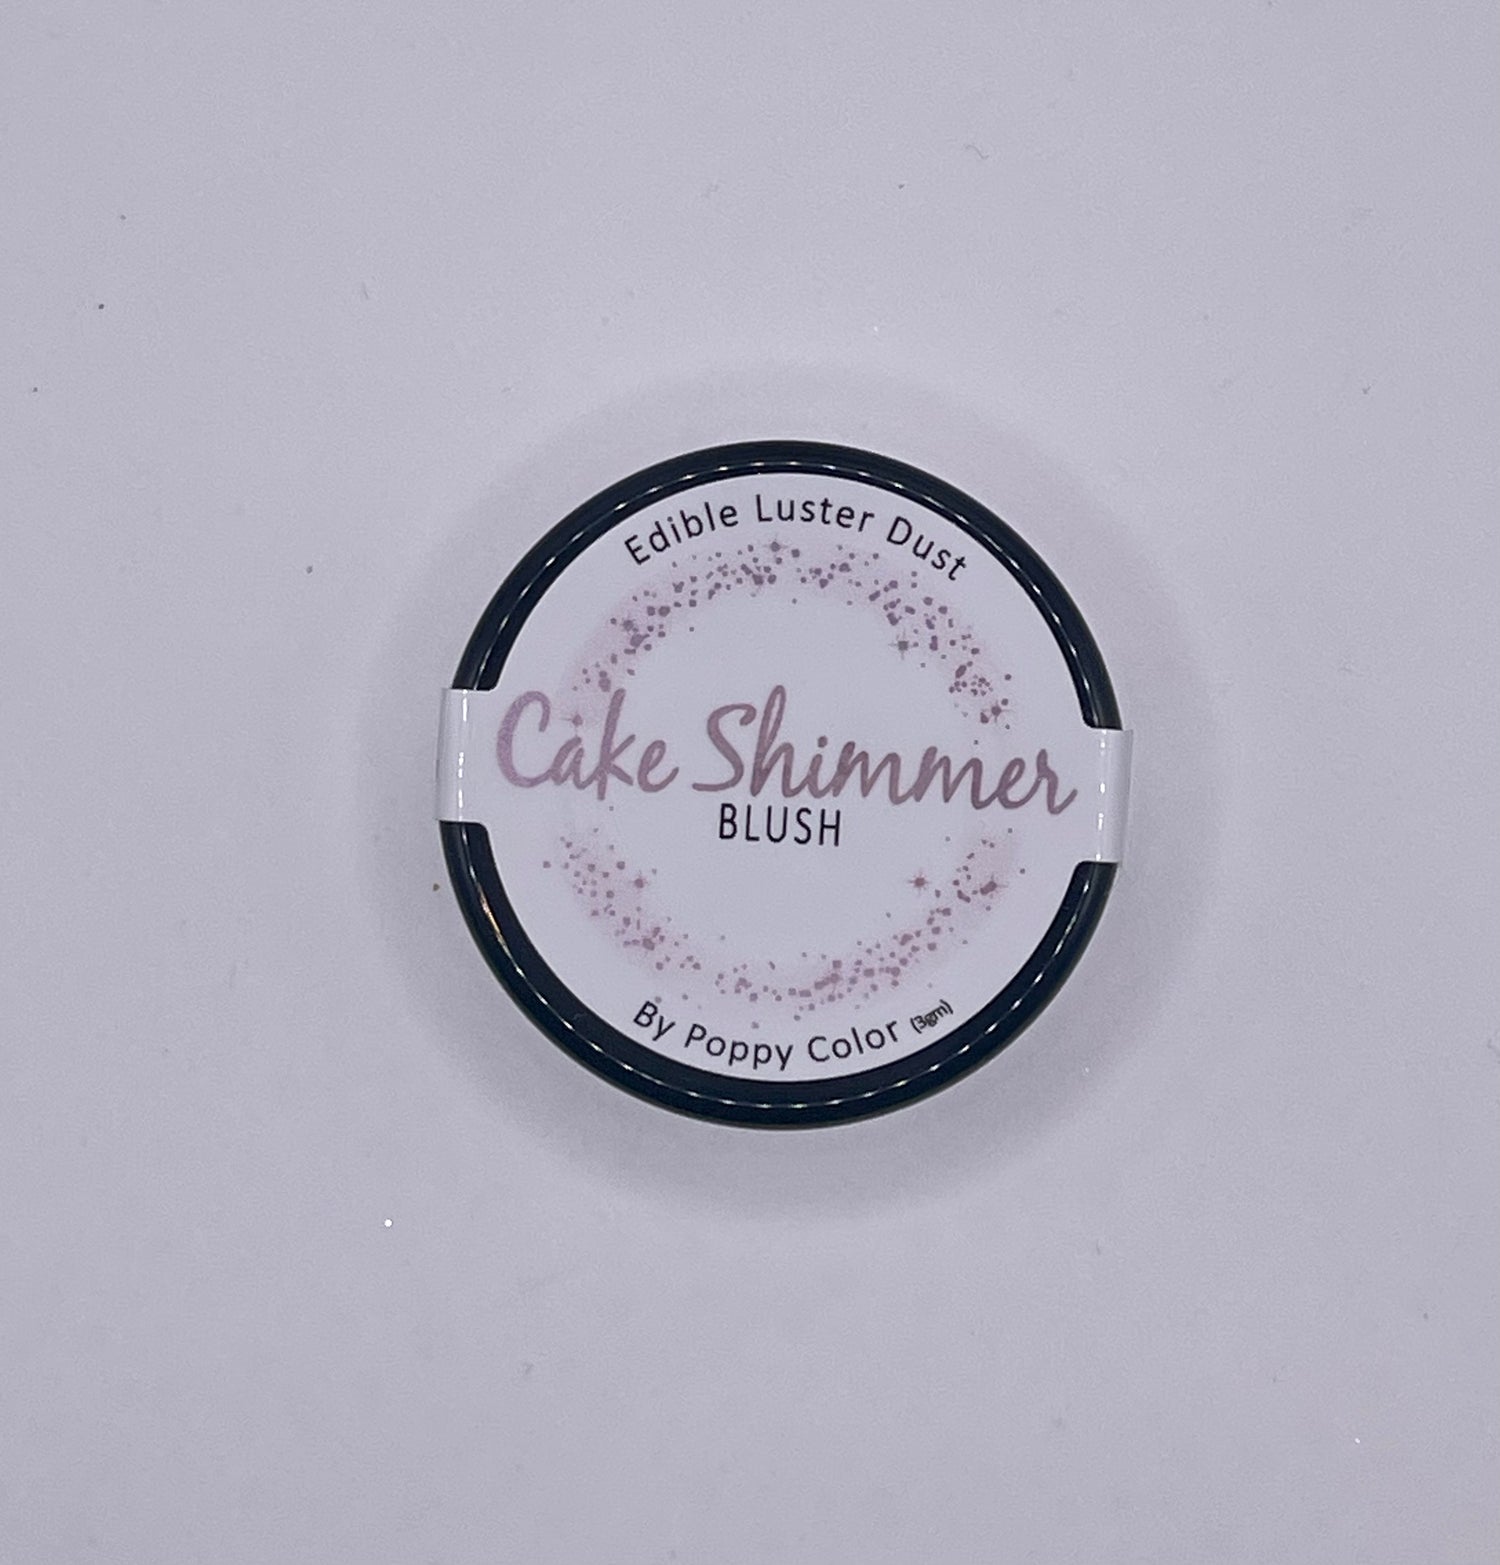 Edible Luster Dust
Cake Shimmer
BLUSH
By Poppy Color (3gm)